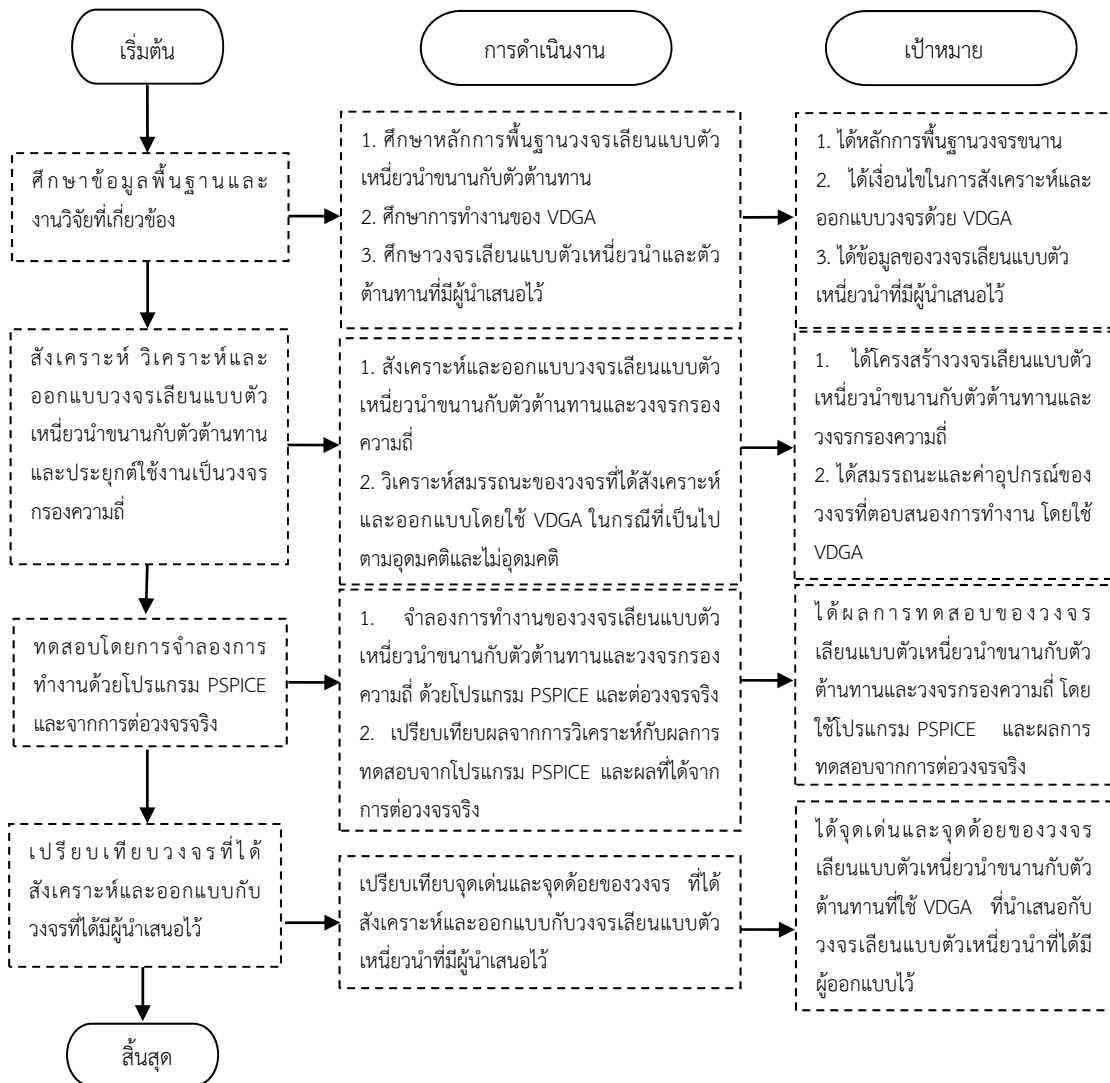 เริ่มต้น
การดำเนินงาน
เป้าหมาย
ศึกษาข้อมูลพื้นฐานและ
งานวิจัยที่เกี่ยวข้อง
1. ศึกษาหลักการพื้นฐานวงจรเลียนแบบตัว
เหนี่ยวนำขนานกับตัวต้านทาน
2. ศึกษาการทำงานของ VDGA
3. ศึกษาวงจรเลียนแบบตัวเหนี่ยวนำและตัว
ต้านทานที่มีผู้นำเสนอไว้
1. ได้หลักการพื้นฐานวงจรขนาน
2. ได้เงื่อนไขในการสังเคราะห์และ
ออกแบบวงจรด้วย VDGA
3. ได้ข้อมูลของวงจรเลียนแบบตัว
เหนี่ยวนำที่มีผู้นำเสนอไว้
สังเคราะห์ วิเคราะห์และ
ออกแบบวงจรเลียนแบบตัว
เหนี่ยวนำขนานกับตัวต้านทาน
และประยุกต์ใช้งานเป็นวงจร
กรองความถี่
1. สังเคราะห์และออกแบบวงจรเลียนแบบตัว
เหนี่ยวนำขนานกับตัวต้านทานและวงจรกรอง
ความถี่
2. วิเคราะห์สมรรถนะของวงจรที่ได้สังเคราะห์
และออกแบบโดยใช้ VDGA ในกรณีที่เป็นไป
ตามอุดมคติและไม่อุดมคติ
1. ได้โครงสร้างวงจรเลียนแบบตัว
เหนี่ยวนำขนานกับตัวต้านทานและ
วงจรกรองความถี่
2. ได้สมรรถนะและค่าอุปกรณ์ของ
วงจรที่ตอบสนองการทำงาน โดยใช้
VDGA
ทดสอบโดยการจำลองการ
ทำงานด้วยโปรแกรม PSPICE
และจากการต่อวงจรจริง
1. จำลองการทำงานของวงจรเลียนแบบตัว
เหนี่ยวนำขนานกับตัวต้านทานและวงจรกรอง
ความถี่ ด้วยโปรแกรม PSPICE และต่อวงจรจริง
2. เปรียบเทียบผลจากการวิเคราะห์กับผลการ
ทดสอบจากโปรแกรม PSPICE และผลที่ได้จาก
การต่อวงจรจริง
ได้ผลการทดสอบของวงจร
เลียนแบบตัวเหนี่ยวนำขนานกับตัว
ต้านทานและวงจรกรองความถี่ โดย
ใช้โปรแกรม PSPICE และผลการ
ทดสอบจากการต่อวงจรจริง
เปรียบเทียบวงจรที่ได้
สังเคราะห์และออกแบบกับ
วงจรที่ได้มีผู้นำเสนอไว้
เปรียบเทียบจุดเด่นและจุดด้อยของวงจร ที่ได้
สังเคราะห์และออกแบบกับวงจรเลียนแบบตัว
เหนี่ยวนำที่มีผู้นำเสนอไว้
ได้จุดเด่นและจุดด้อยของวงจร
เลียนแบบตัวเหนี่ยวนำขนานกับตัว
ต้านทานที่ใช้ VDGA ที่นำเสนอกับ
วงจรเลียนแบบตัวเหนี่ยวนำที่ได้มี
ผู้ออกแบบไว้
สิ้นสุด